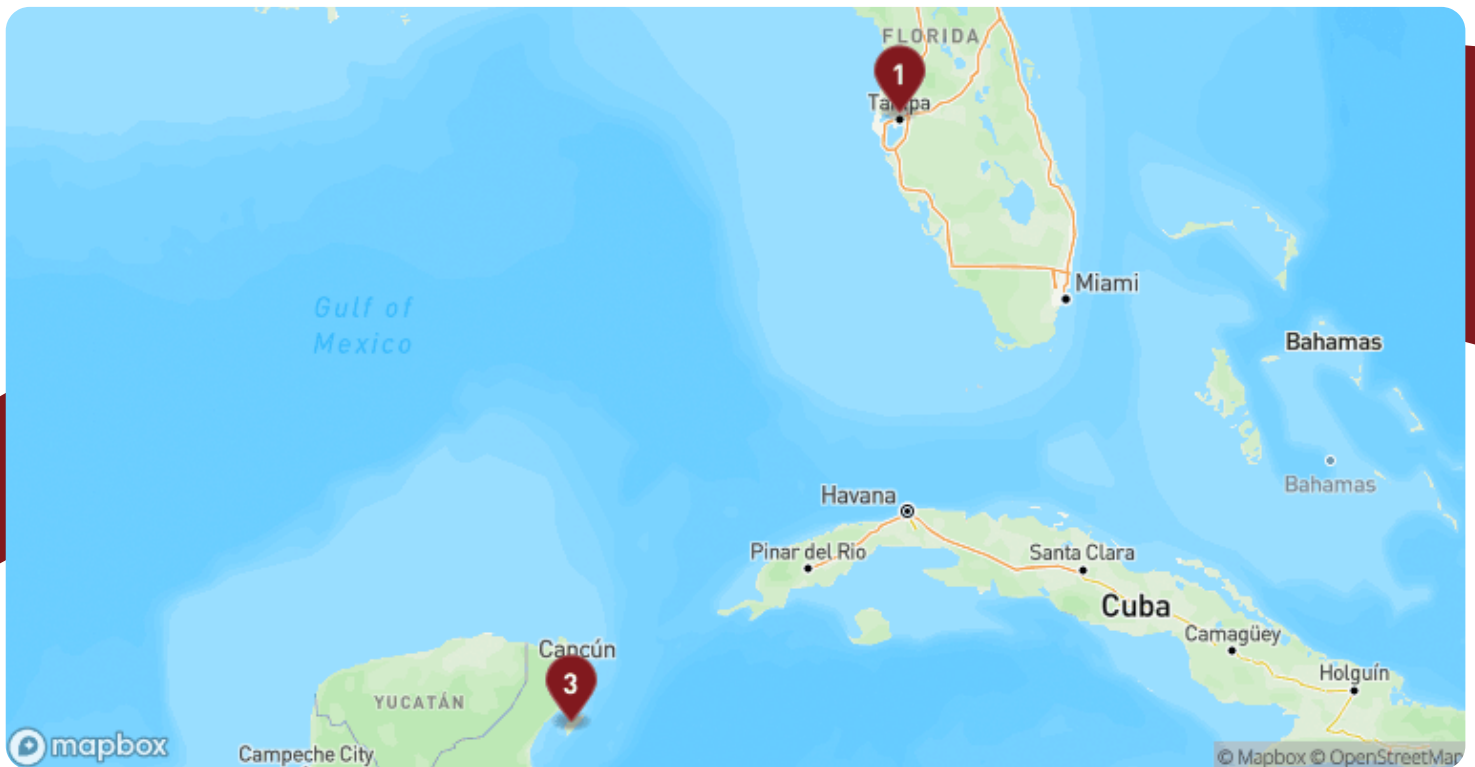 FLORIDA
1
Tampa
Miami
Gulf of
Mexico
Bahamas
Bahamas
Havana
Pinar del Rio
Santa Clara
Cuba
Camagüey
Holguín
Cancún
3
YUCATÁN
Campeche City
mapbox
© Mapbox © OpenStreetMap